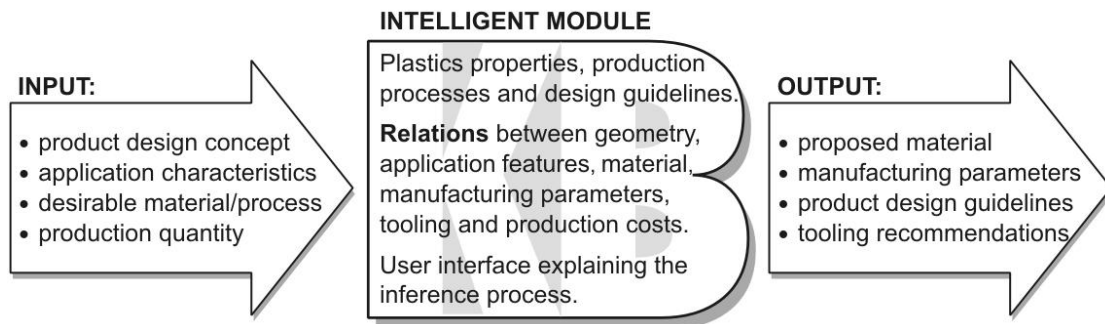 INPUT:
• product design concept
• application characteristics
• desirable material/process
• production quantity
INTELLIGENT MODULE
KB
Plastics properties, production
processes and design guidelines.
Relations between geometry,
application features, material,
manufacturing parameters,
tooling and production costs.
User interface explaining the
inference process.
OUTPUT:
• proposed material
• manufacturing parameters
• product design guidelines
• tooling recommendations